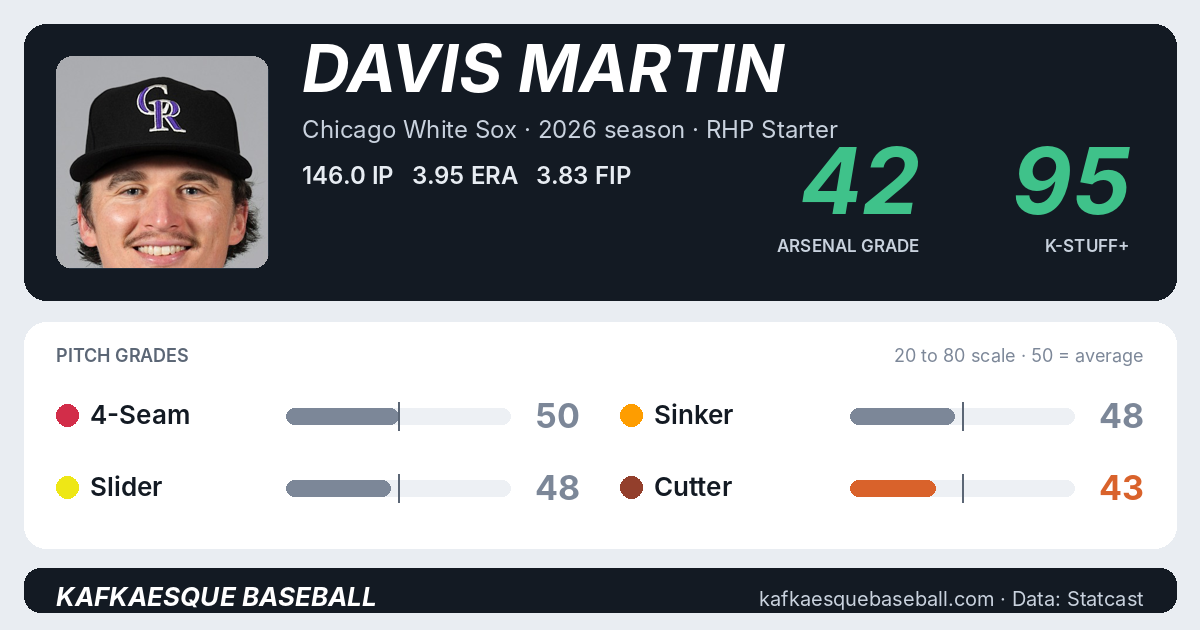 DAVIS MARTIN
Chicago White Sox · 2026 season · RHP Starter
146.0 IP 3.95 ERA 3.83 FIP
42 95
ARSENAL GRADE K-STUFF+
CR
PITCH GRADES 20 to 80 scale · 50 = average
4-Seam 50 Sinker 48
Slider 48 Cutter 43
KAFKAESQUE BASEBALL kafkaesquebaseball.com · Data: Statcast